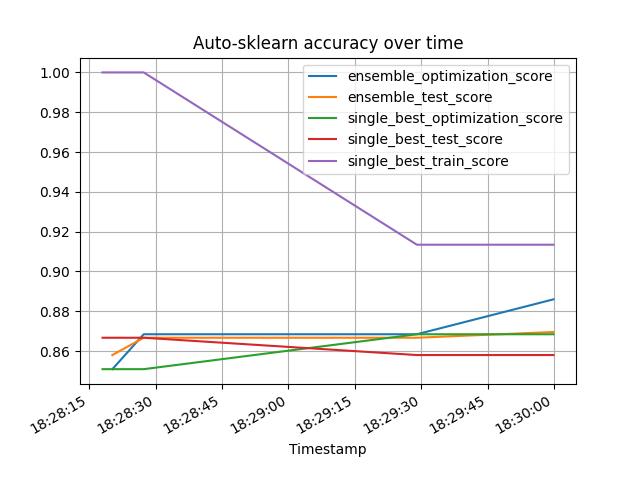 Auto-sklearn accuracy over time
1.00
0.98
0.96
0.94
0.92
0.90
0.88
0.86
ensemble_optimization_score
ensemble_test_score
single_best_optimization_score
single_best_test_score
single_best_train_score
18:28:15
18:28:30
18:28:45
18:29:00
18:29:15
18:29:30
18:29:45
18:30:00
Timestamp